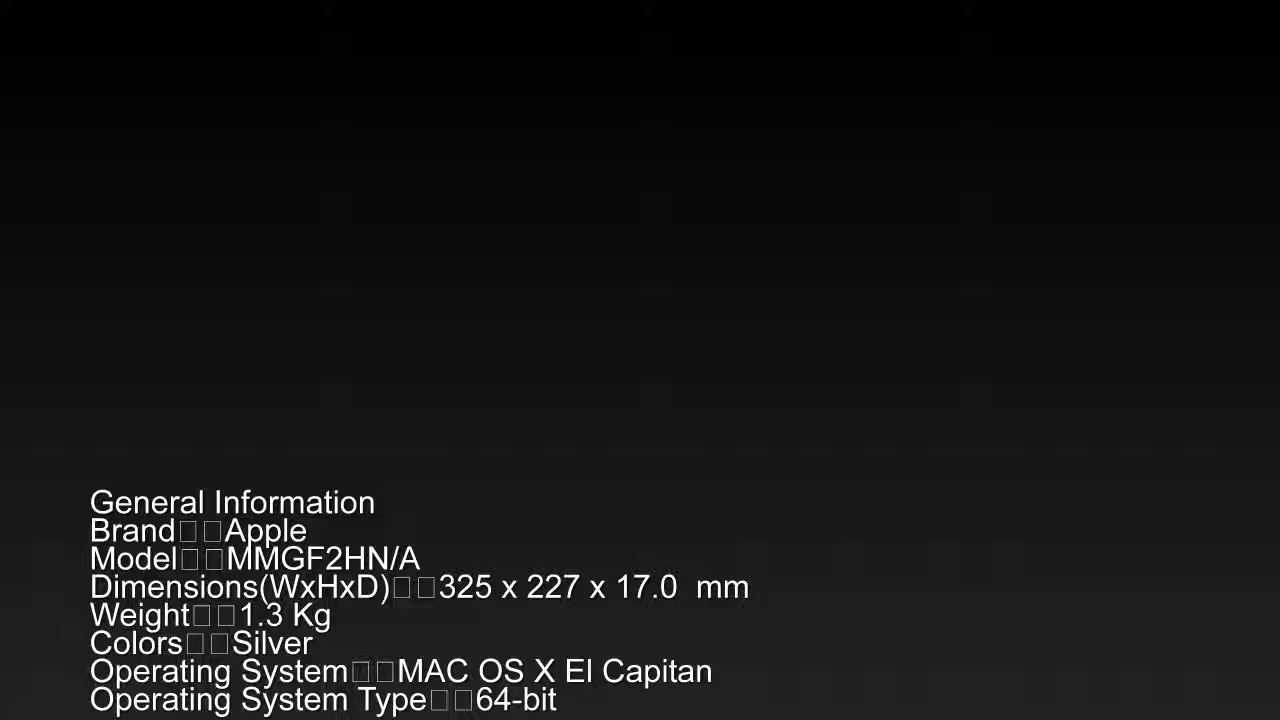 General Information
Brand□□Apple
Model□□MMGF2HN/A
Dimensions(WxHxD)□□325 x 227 x 17.0  mm
Weight□□1.3 Kg
Colors□□Silver
Operating System□□MAC OS X El Capitan
Operating System Type□□64-bit